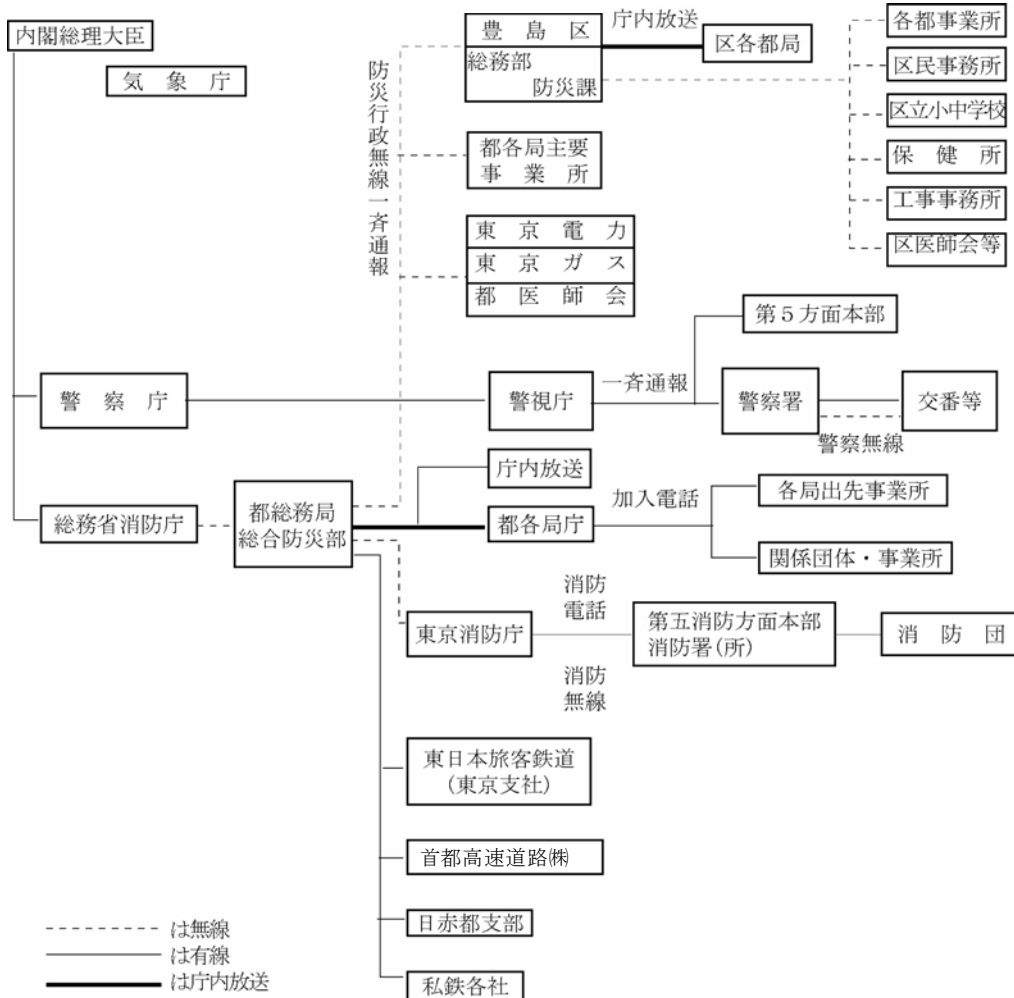 内閣総理大臣
気象庁
防災行政無線一斉通報
豊島区
総務部
防災課
庁内放送
区各都局
各都事業所
区民事務所
区立小中学校
保健所
工事事務所
区医師会等
都各局主要
事業所
東京電力
東京ガス
都医師会
第5方面本部
警察庁
警視庁
一斉通報
警察署
交番等
警察無線
庁内放送
総務省消防庁
都総務局
総合防災部
都各局庁
加入電話
各局出先事業所
関係団体・事業所
東京消防庁
消防
電話
消防
無線
第五消防方面本部
消防署(所)
消防団
東日本旅客鉄道
(東京支社)
首都高速道路㈱
日赤都支部
私鉄各社
は無線
は有線
は庁内放送